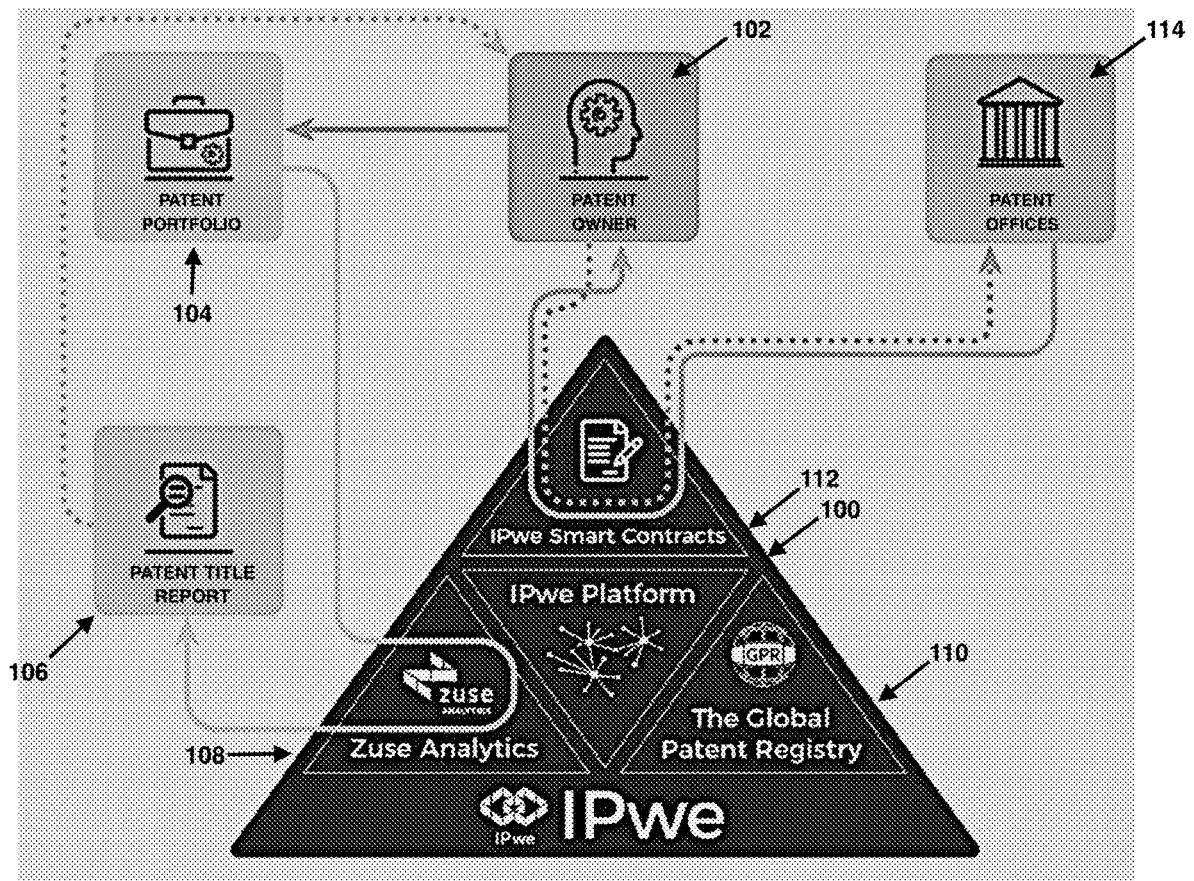 102
114
PATENT
PORTFOLIO
PATENT
OWNER
PATENT
OFFICES
104
112
100
IPwe Smart Contracts
PATENT TITLE
REPORT
IPwe Platform
106
GPR
110
zuse
ANALYTICS
The Global
Patent Registry
108
Zuse Analytics
IPwe
IPwe